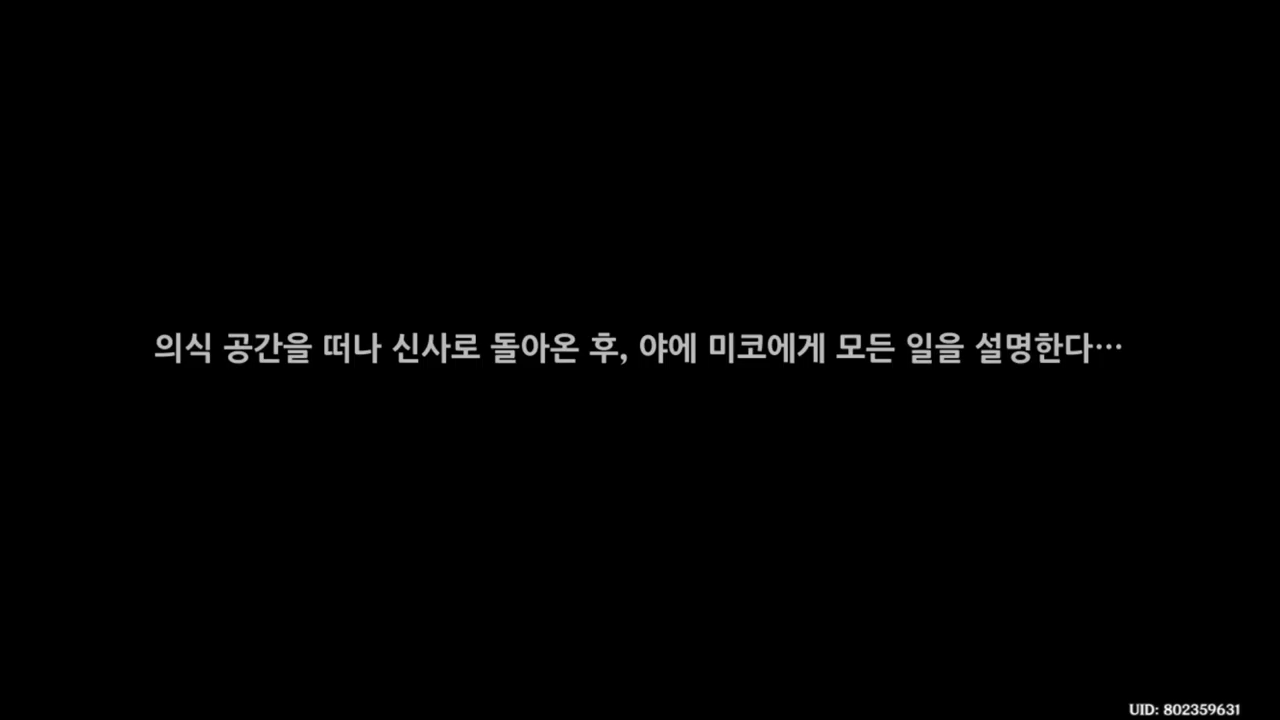 의식 공간을 떠나 신사로 돌아온 후, 야에 미코에게 모든 일을 설명한다…
UID: 802359631